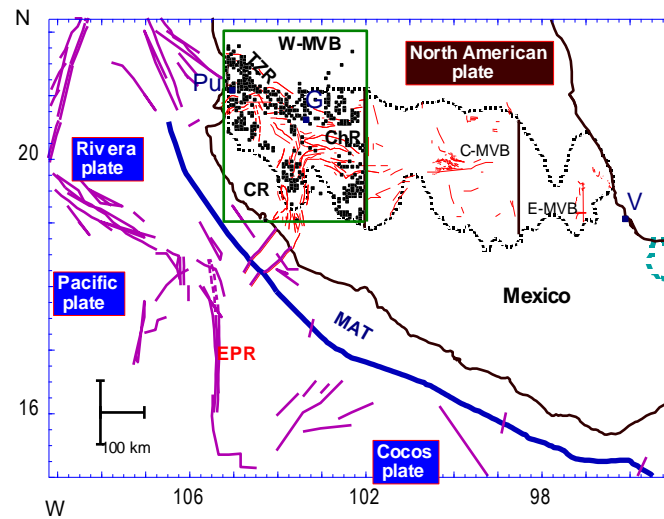 N
W-MVB
North American
plate
TZR
Pu
G
Rivera
plate
20
ChR
C-MVB
CR
E-MVB
V
Pacific
plate
Mexico
MAT
EPR
16
100 km
Cocos
plate
W
106
102
98